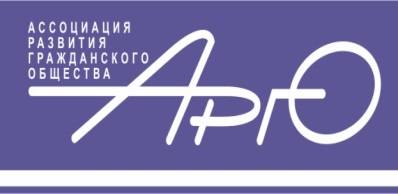 АССОЦИАЦИЯ
РАЗВИТИЯ
ГРАЖДАНСКОГО
ОБЩЕСТВА
АРГО